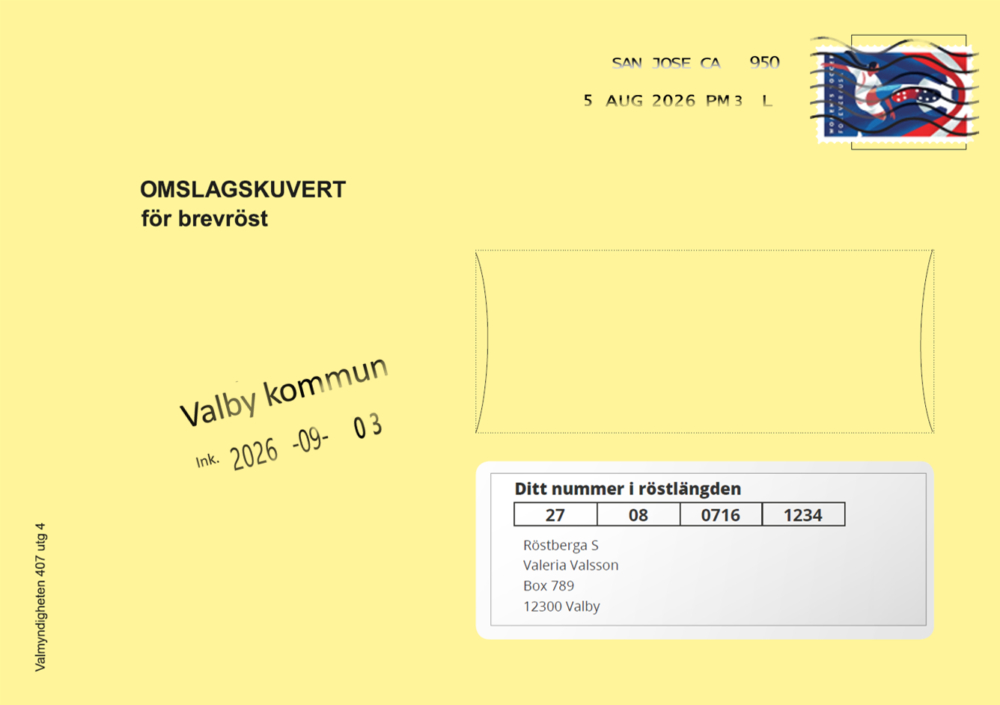 SAN JOSE CA 950
5 AUG 2026 PM 3 L
WOMEN'S SOCCER
FOREVER/USA
OMSLAGSKUVERT
för brevröst
Valby kommun
Ink. 2026 -09- 03
Ditt nummer i röstlängden
27 08 0716 1234
Röstberga S
Valeria Valsson
Box 789
12300 Valby
Valmyndigheten 407 utg 4